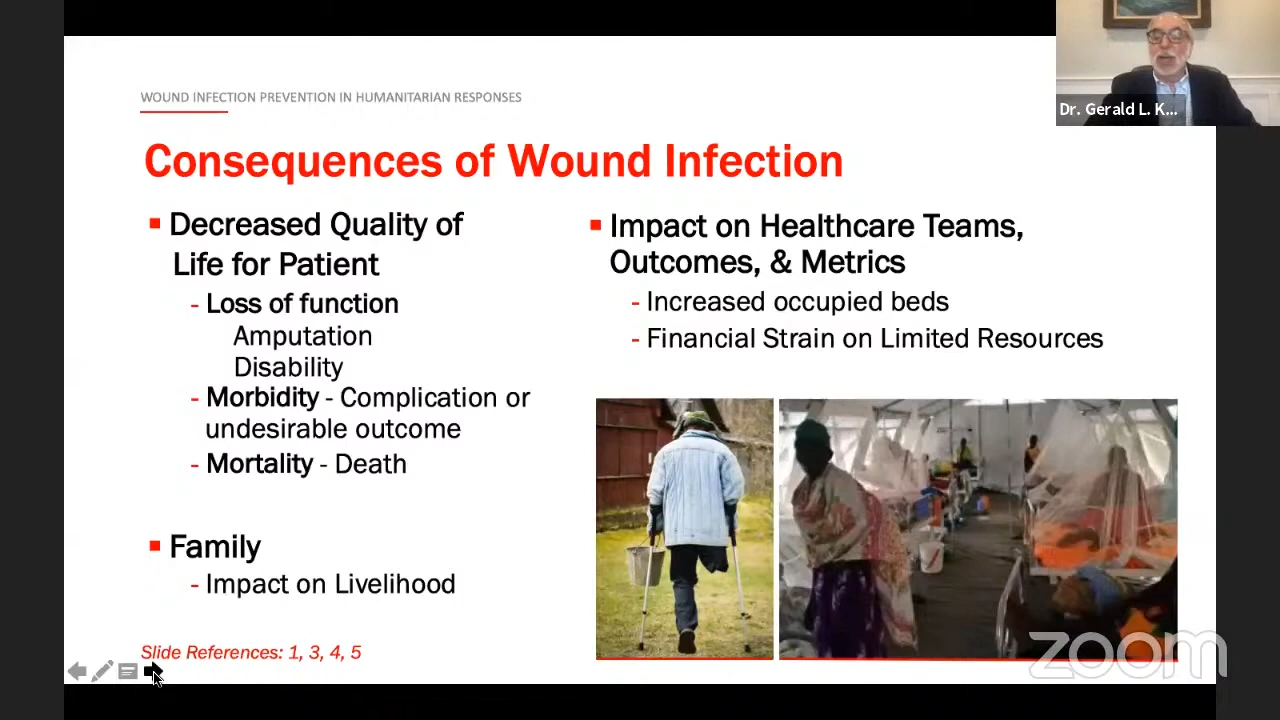 WOUND INFECTION PREVENTION IN HUMANITARIAN RESPONSES
Dr. Gerald L. K...
Consequences of Wound Infection
▪ Decreased Quality of
Life for Patient
- Loss of function
Amputation
Disability
- Morbidity - Complication or
undesirable outcome
- Mortality - Death
▪ Family
- Impact on Livelihood
▪ Impact on Healthcare Teams,
Outcomes, & Metrics
- Increased occupied beds
- Financial Strain on Limited Resources
Slide References: 1, 3, 4, 5
zoom